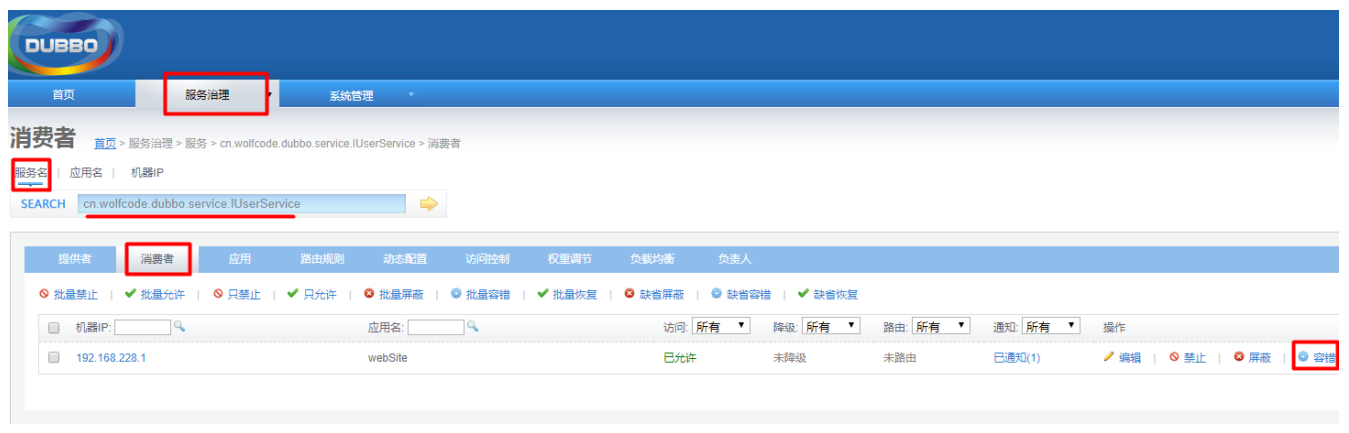 DUBBO
首页 服务治理 系统管理
消费者 首页 > 服务治理 > 服务 > cn.wolfcode.dubbo.service.IUserService > 消费者
服务名 | 应用名 | 机器IP
SEARCH cn.wolfcode.dubbo.service.IUserService
提供者 消费者 应用 路由规则 动态配置 访问控制 权重调节 负载均衡 负责人
批量禁止 | 批量允许 | 只禁止 | 只允许 | 批量屏蔽 | 批量容错 | 批量恢复 | 缺省屏蔽 | 缺省容错 | 缺省恢复
机器IP: 应用名: 访问: 所有 降级: 所有 路由: 所有 通知: 所有 操作
192.168.228.1 webSite 已允许 未降级 未路由 已通知(1) 编辑 | 禁止 | 屏蔽 | 容错